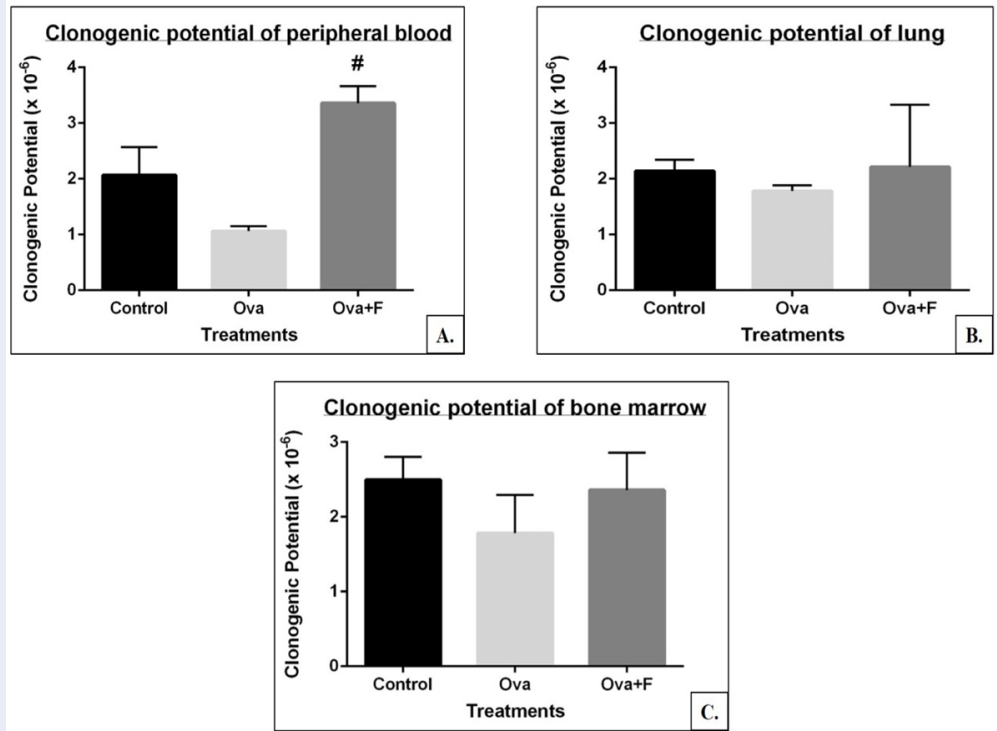 Clonogenic potential of peripheral blood
Clonogenic Potential (x 10⁻⁶)
4
3
2
1
0
#
Control
Ova
Ova+F
Treatments
A.
Clonogenic potential of lung
Clonogenic Potential (x 10⁻⁶)
4
3
2
1
0
Control
Ova
Ova+F
Treatments
B.
Clonogenic potential of bone marrow
Clonogenic Potential (x 10⁻⁶)
3
2
1
0
Control
Ova
Ova+F
Treatments
C.